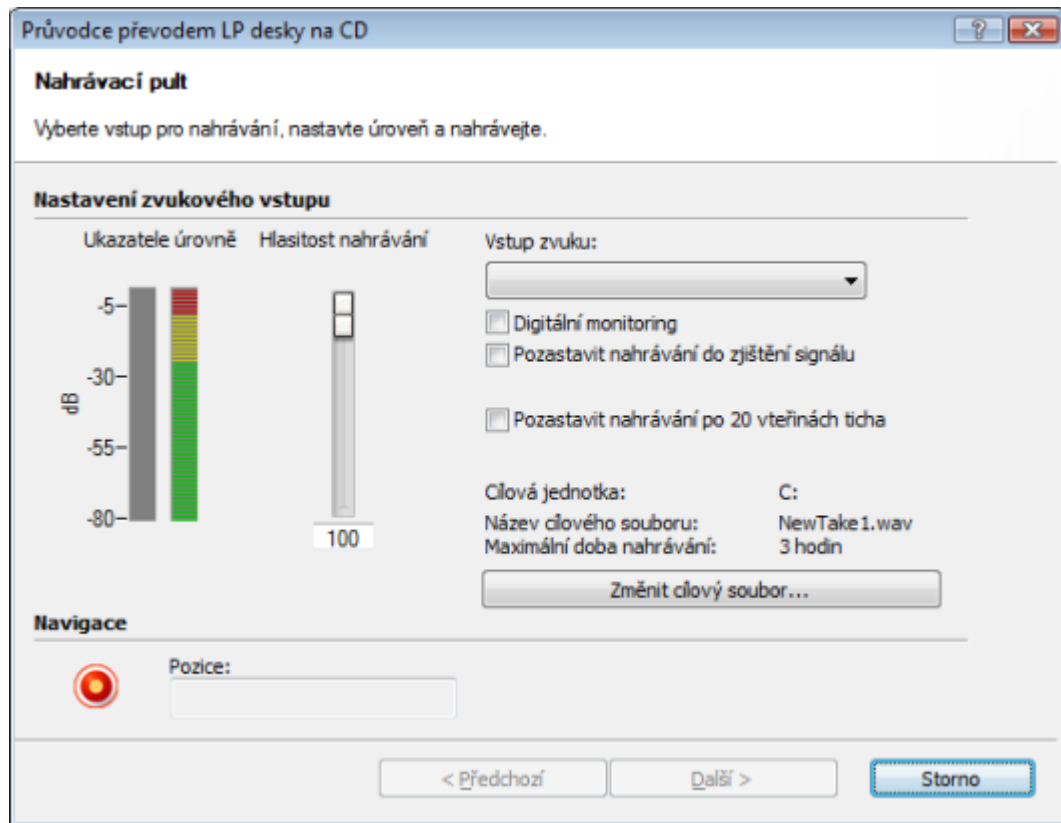 Průvodce převodem LP desky na CD
Nahrávací pult
Vyberte vstup pro nahrávání, nastavte úroveň a nahrávejte.
Nastavení zvukového vstupu
Ukazatele úrovně Hlasitost nahrávání
Vstup zvuku:
-5
-30
-55
-80
dB
100
Digitální monitoring
Pozastavit nahrávání do zjištění signálu
Pozastavit nahrávání po 20 vteřinách ticha
Cílová jednotka: C:
Název cílového souboru: NewTake1.wav
Maximální doba nahrávání: 3 hodin
Změnit cílový soubor...
Navigace
Pozice:
< Předchozí
Další >
Storno